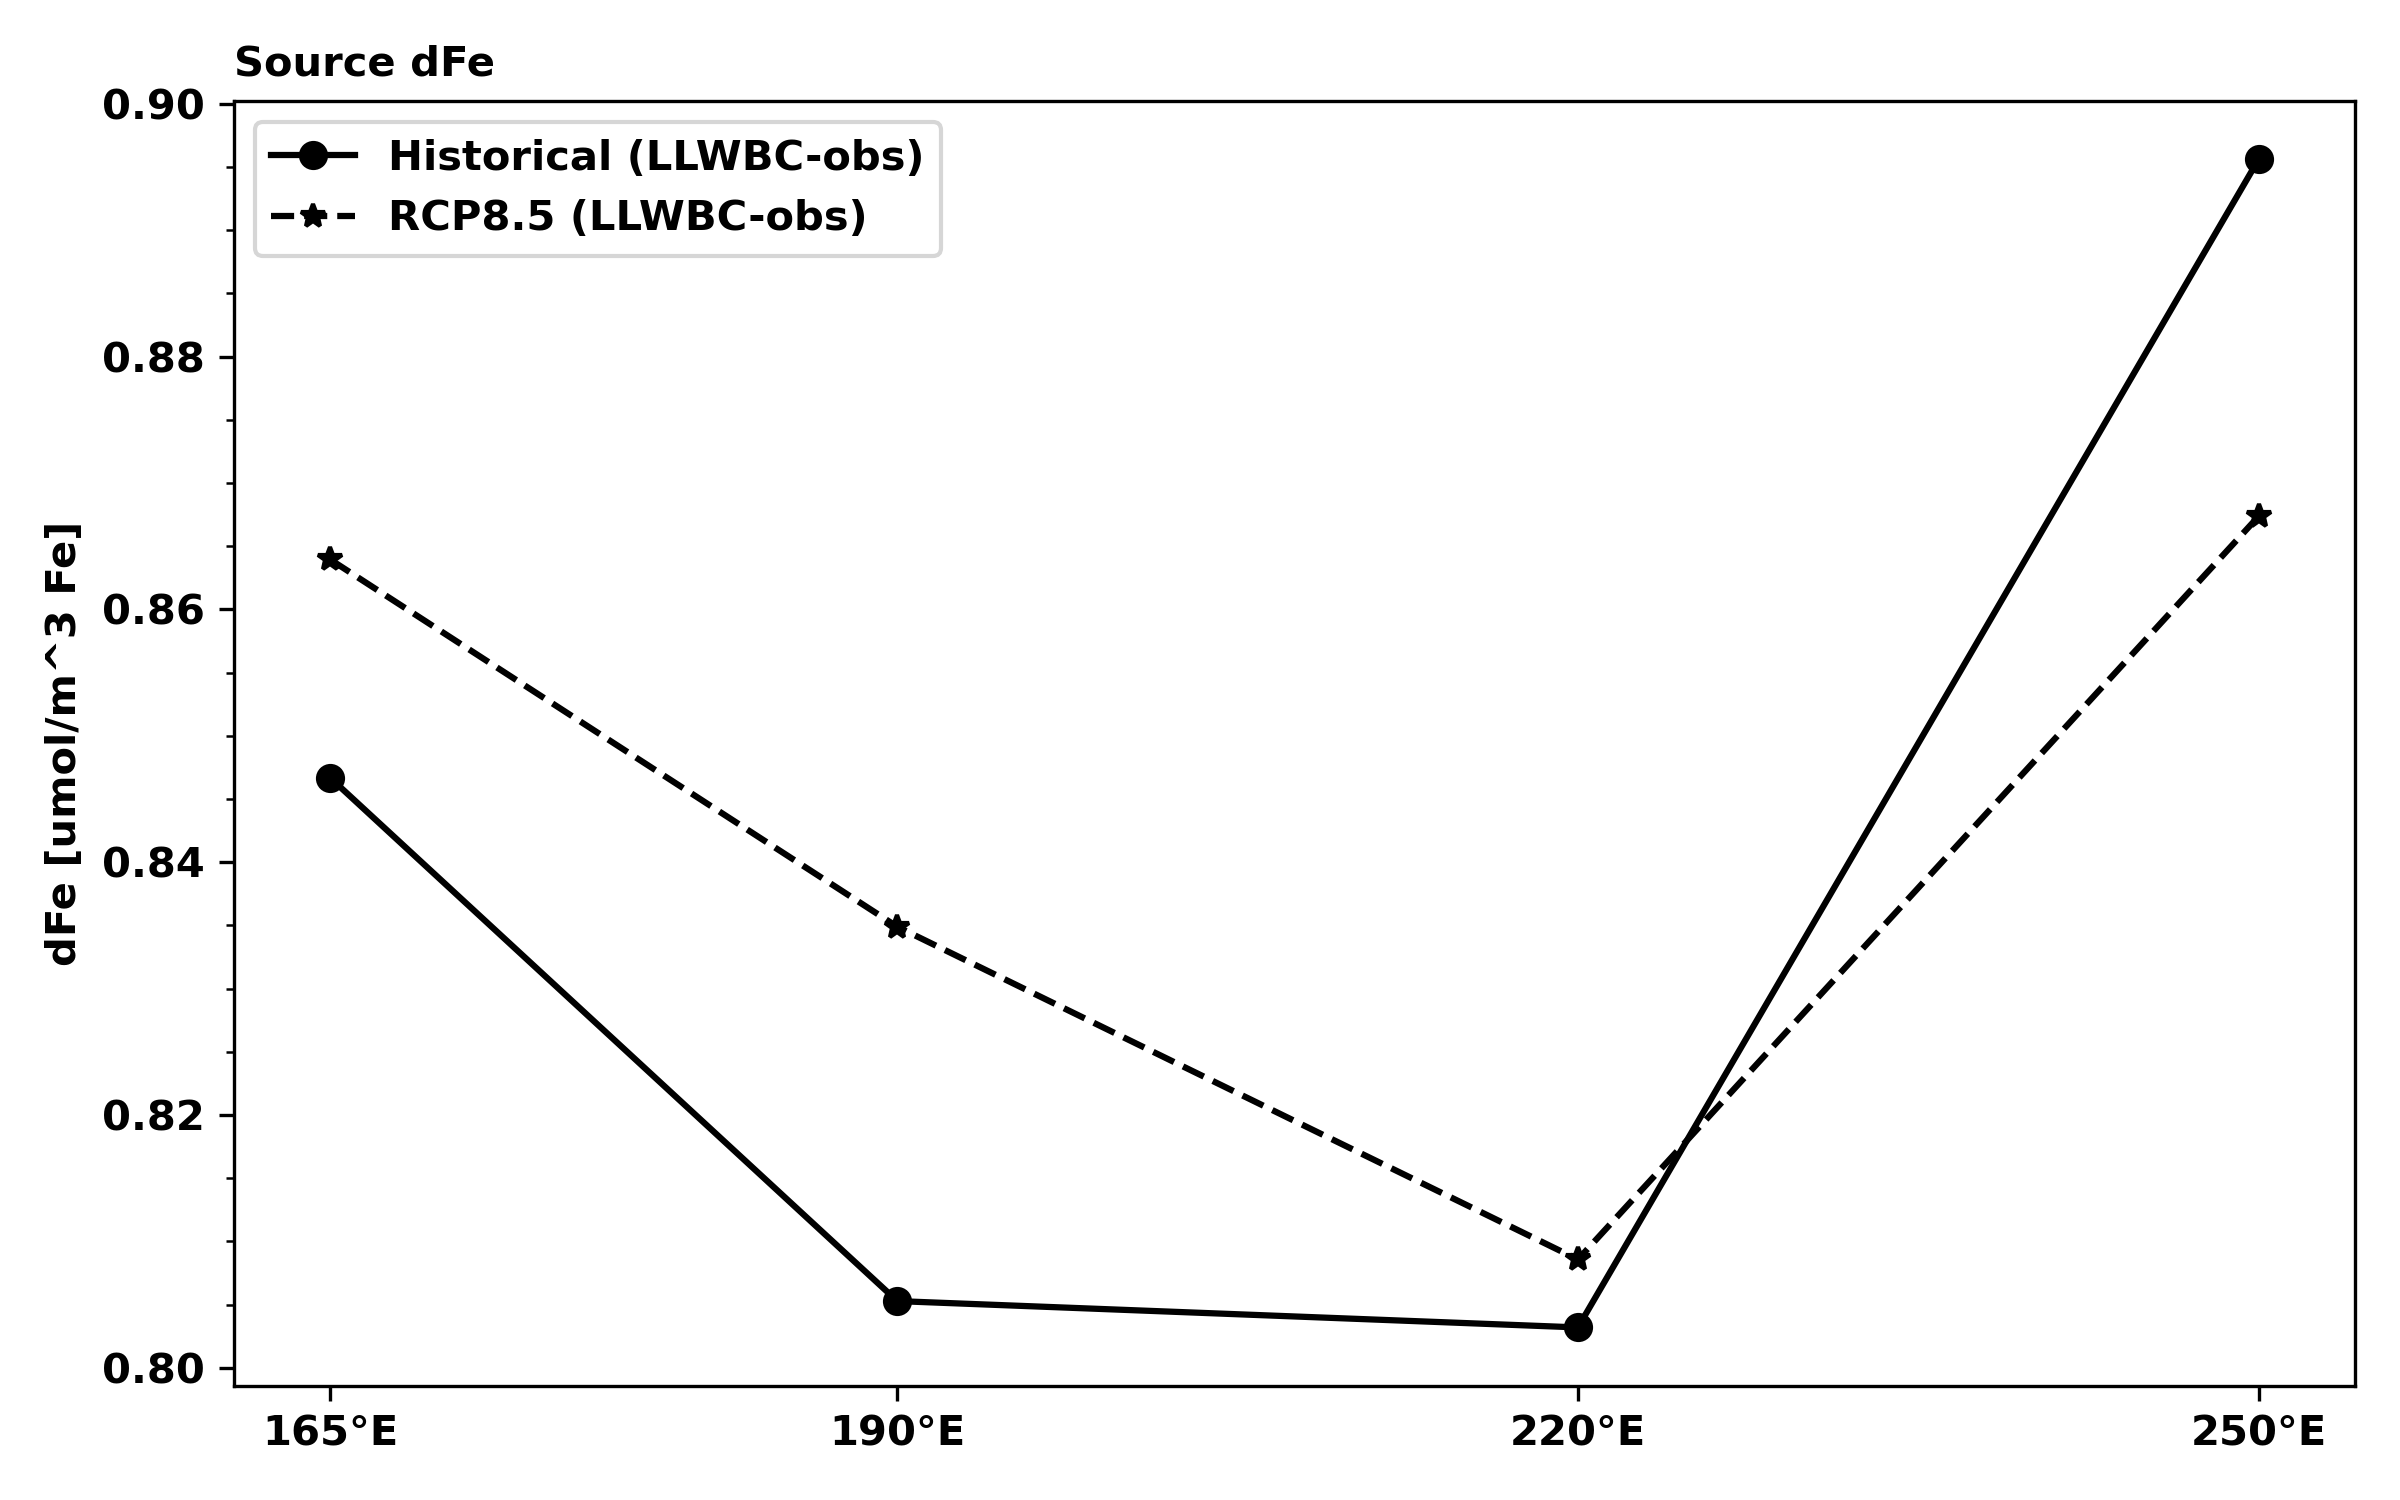 Source dFe
0.90
0.88
0.86
0.84
0.82
0.80
dFe [umol/m^3 Fe]
Historical (LLWBC-obs)
RCP8.5 (LLWBC-obs)
165°E 190°E 220°E 250°E